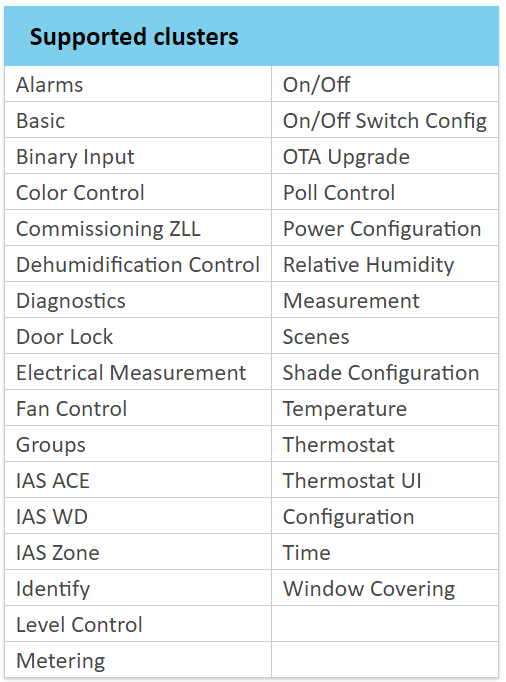 Supported clusters
Alarms On/Off
Basic On/Off Switch Config
Binary Input OTA Upgrade
Color Control Poll Control
Commissioning ZLL Power Configuration
Dehumidification Control Relative Humidity
Diagnostics Measurement
Door Lock Scenes
Electrical Measurement Shade Configuration
Fan Control Temperature
Groups Thermostat
IAS ACE Thermostat UI
IAS WD Configuration
IAS Zone Time
Identify Window Covering
Level Control
Metering